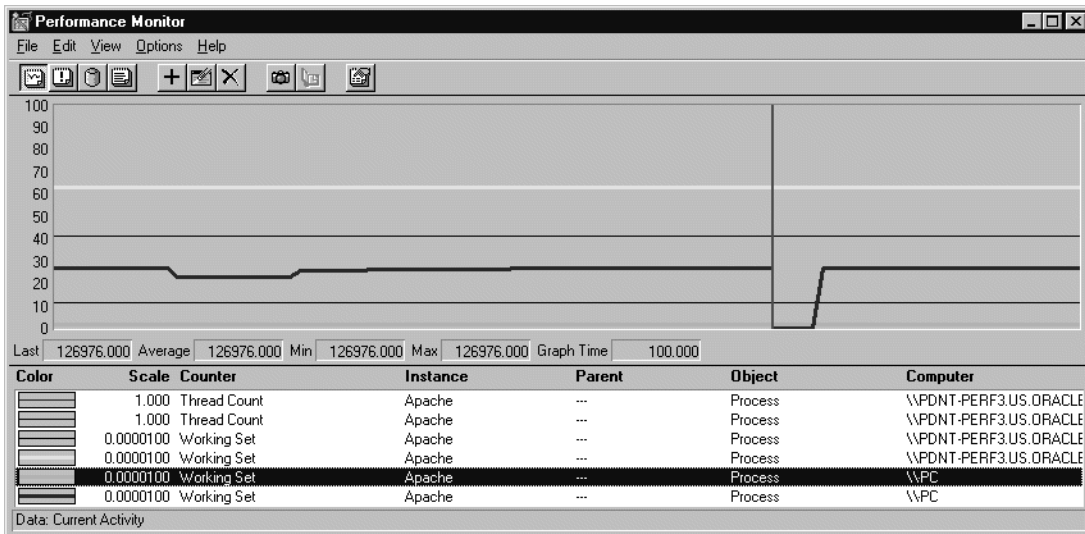 Performance Monitor
File Edit View Options Help
100
90
80
70
60
50
40
30
20
10
0
Last 126976.000 Average 126976.000 Min 126976.000 Max 126976.000 Graph Time 100.000
Color Scale Counter Instance Parent Object Computer
1.000 Thread Count Apache --- Process \\PDNT-PERF3.US.ORACLE
1.000 Thread Count Apache --- Process \\PDNT-PERF3.US.ORACLE
0.0000100 Working Set Apache --- Process \\PDNT-PERF3.US.ORACLE
0.0000100 Working Set Apache --- Process \\PDNT-PERF3.US.ORACLE
0.0000100 Working Set Apache --- Process \\PC
0.0000100 Working Set Apache --- Process \\PC
Data: Current Activity